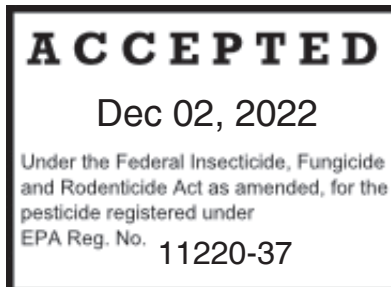 ACCEPTED
Dec 02, 2022
Under the Federal Insecticide, Fungicide
and Rodenticide Act as amended, for the
pesticide registered under
EPA Reg. No. 11220-37